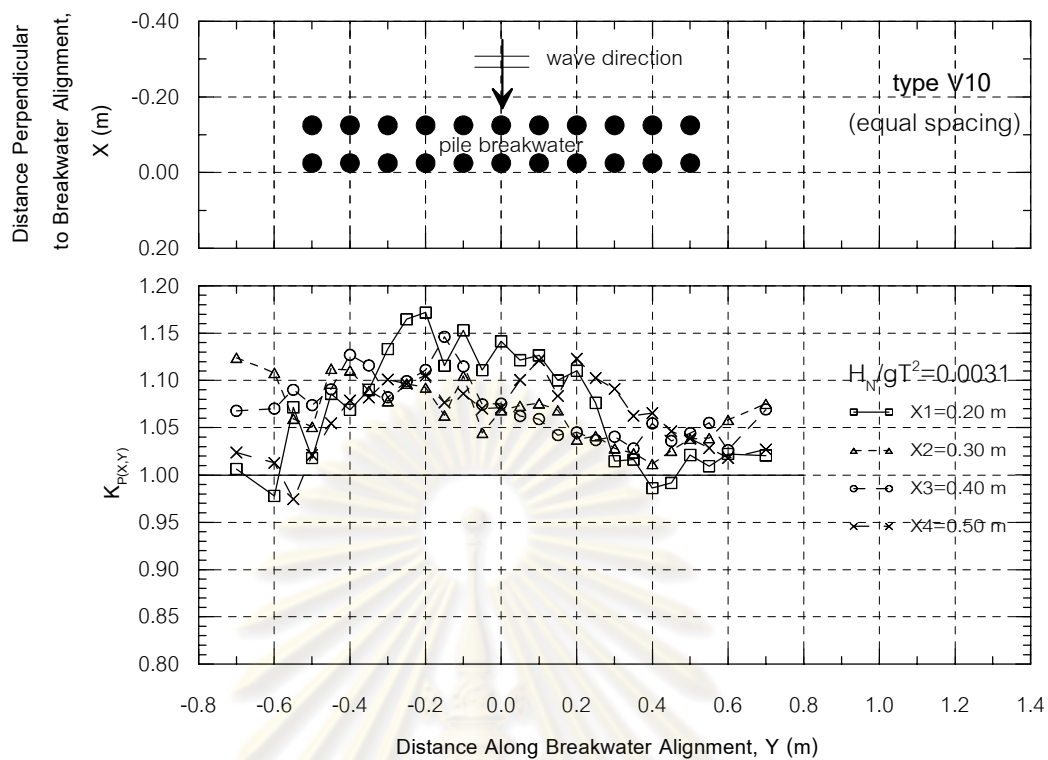 Distance Perpendicular
to Breakwater Alignment,
X (m)
-0.40
-0.20
0.00
0.20
wave direction
pile breakwater
type V10
(equal spacing)
K_P(X,Y)
1.20
1.15
1.10
1.05
1.00
0.95
0.90
0.85
0.80
H_N/gT²=0.0031
X1=0.20 m
X2=0.30 m
X3=0.40 m
X4=0.50 m
-0.8 -0.6 -0.4 -0.2 0.0 0.2 0.4 0.6 0.8 1.0 1.2 1.4
Distance Along Breakwater Alignment, Y (m)